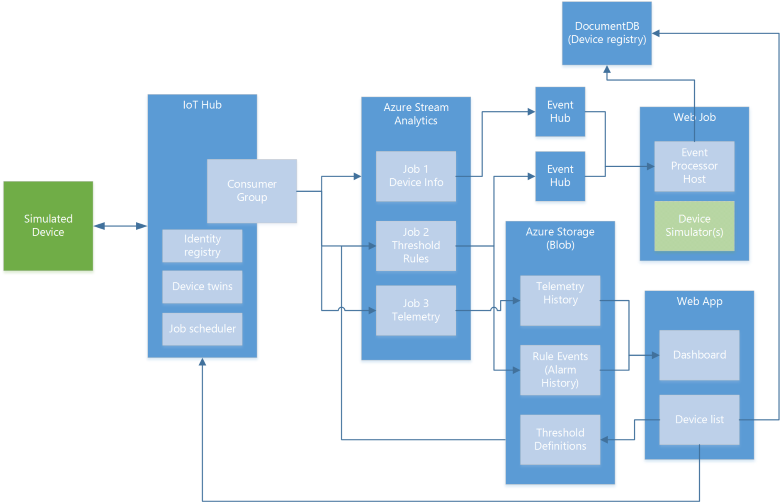 DocumentDB
(Device registry)
IoT Hub
Consumer
Group
Identity
registry
Device twins
Job scheduler
Simulated
Device
Azure Stream
Analytics
Job 1
Device Info
Job 2
Threshold
Rules
Job 3
Telemetry
Event
Hub
Event
Hub
Web Job
Event
Processor
Host
Device
Simulator(s)
Azure Storage
(Blob)
Telemetry
History
Rule Events
(Alarm
History)
Threshold
Definitions
Web App
Dashboard
Device list